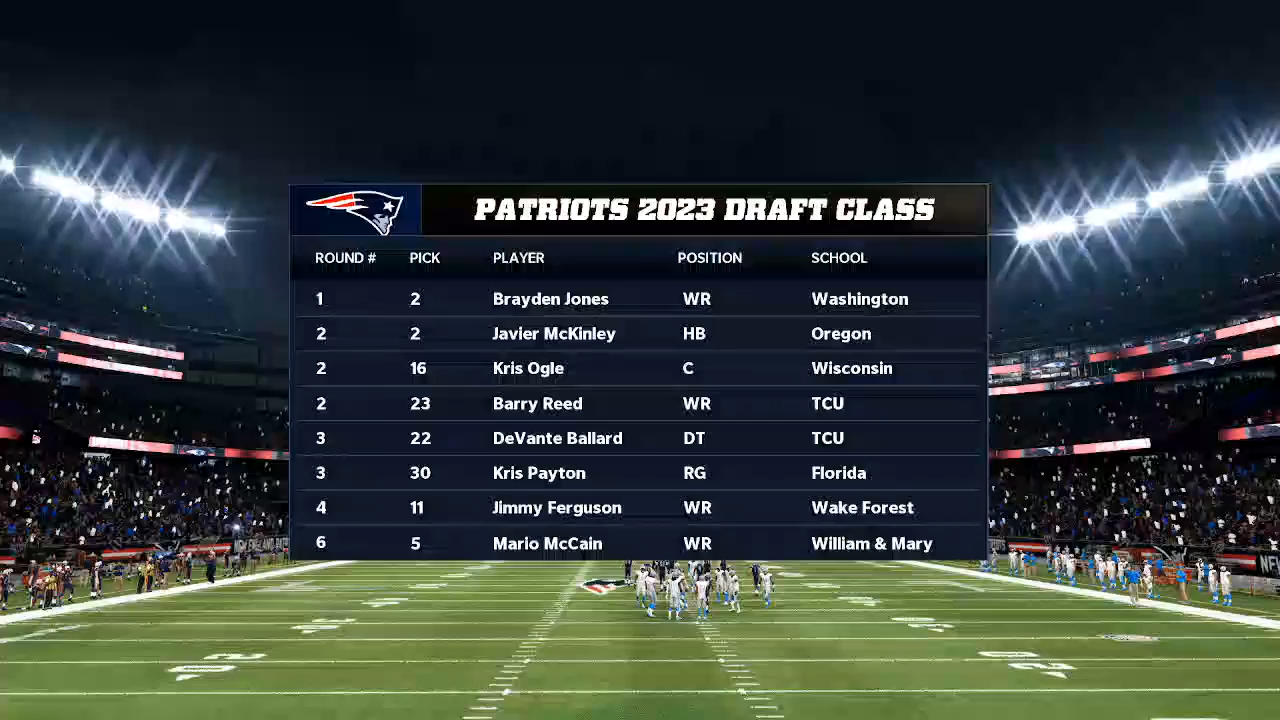 PATRIOTS 2023 DRAFT CLASS
ROUND # PICK PLAYER POSITION SCHOOL
1 2 Brayden Jones WR Washington
2 2 Javier McKinley HB Oregon
2 16 Kris Ogle C Wisconsin
2 23 Barry Reed WR TCU
3 22 DeVante Ballard DT TCU
3 30 Kris Payton RG Florida
4 11 Jimmy Ferguson WR Wake Forest
6 5 Mario McCain WR William & Mary